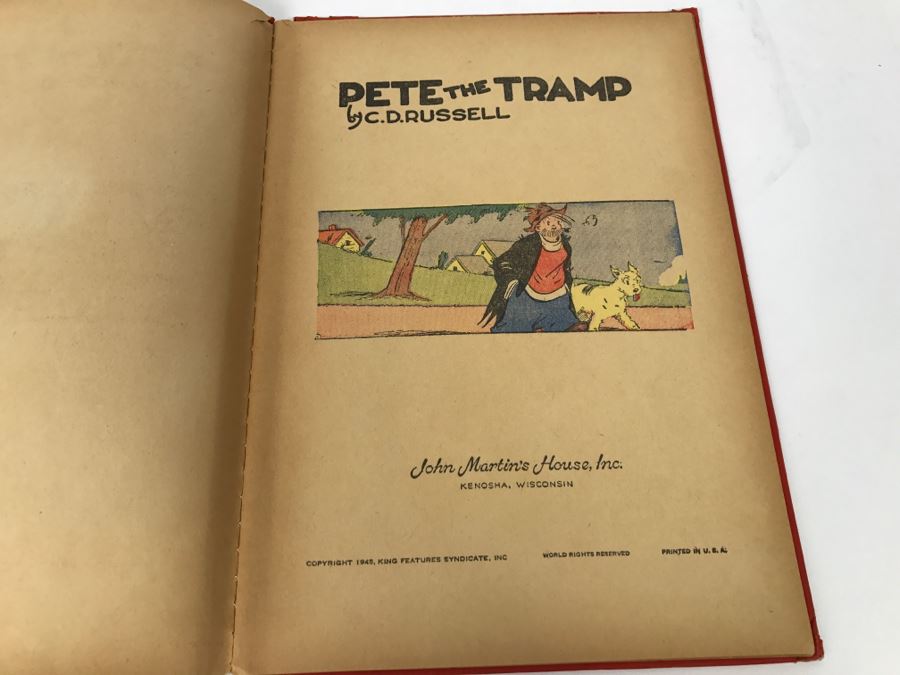 PETE THE TRAMP
by C.D. RUSSELL
John Martin's House, Inc.
KENOSHA, WISCONSIN
COPYRIGHT 1945, KING FEATURES SYNDICATE, INC WORLD RIGHTS RESERVED PRINTED IN U. S. A.